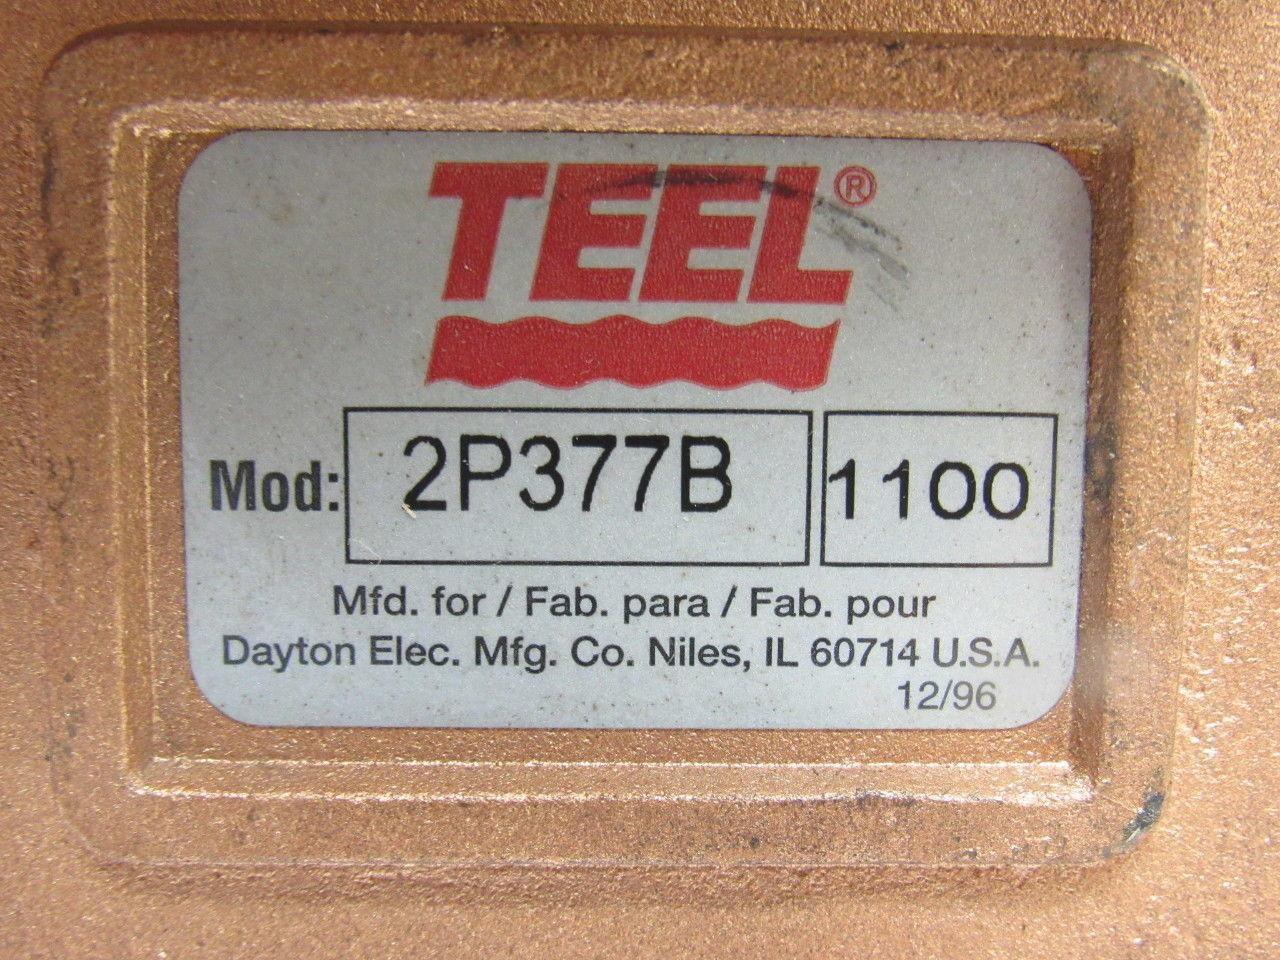 TEEL®
Mod: 2P377B 1100
Mfd. for / Fab. para / Fab. pour
Dayton Elec. Mfg. Co. Niles, IL 60714 U.S.A.
12/96